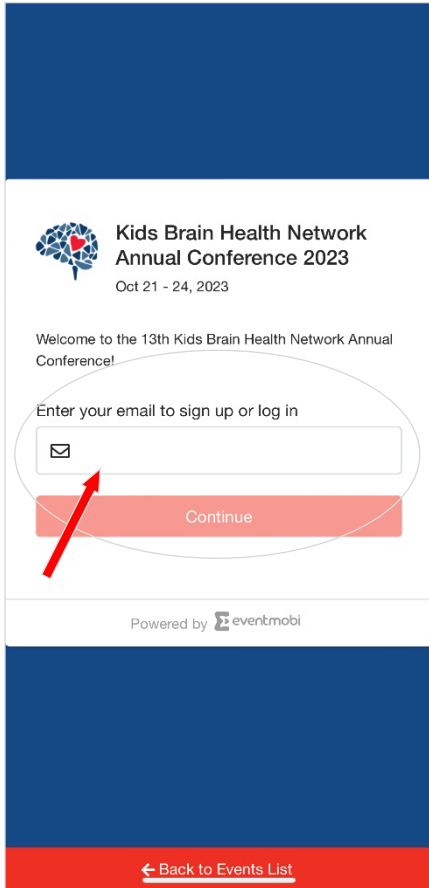 Kids Brain Health Network
Annual Conference 2023
Oct 21 - 24, 2023
Welcome to the 13th Kids Brain Health Network Annual
Conference!
Enter your email to sign up or log in
Continue
Powered by eventmobi
← Back to Events List